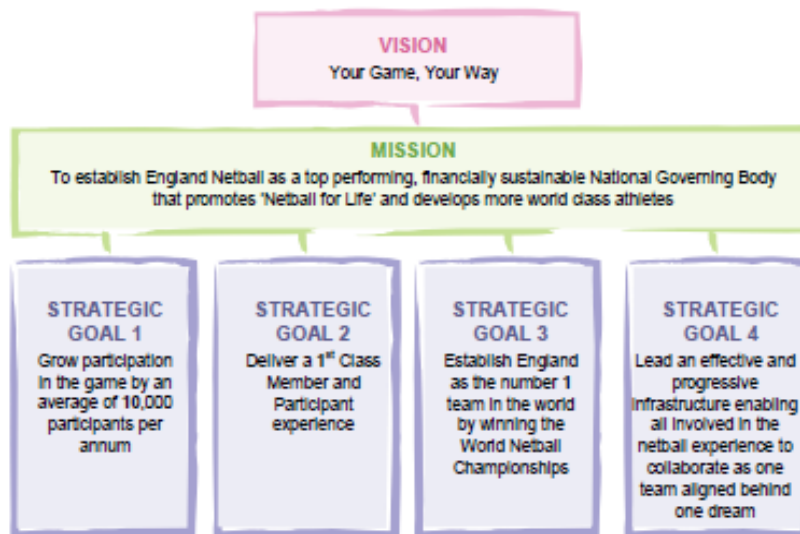 VISION
Your Game, Your Way
MISSION
To establish England Netball as a top performing, financially sustainable National Governing Body
that promotes 'Netball for Life' and develops more world class athletes
STRATEGIC
GOAL 1
Grow participation
in the game by an
average of 10,000
participants per
annum
STRATEGIC
GOAL 2
Deliver a 1st Class
Member and
Participant
experience
STRATEGIC
GOAL 3
Establish England
as the number 1
team in the world
by winning the
World Netball
Championships
STRATEGIC
GOAL 4
Lead an effective and
progressive
infrastructure enabling
all involved in the
netball experience to
collaborate as one
team aligned behind
one dream